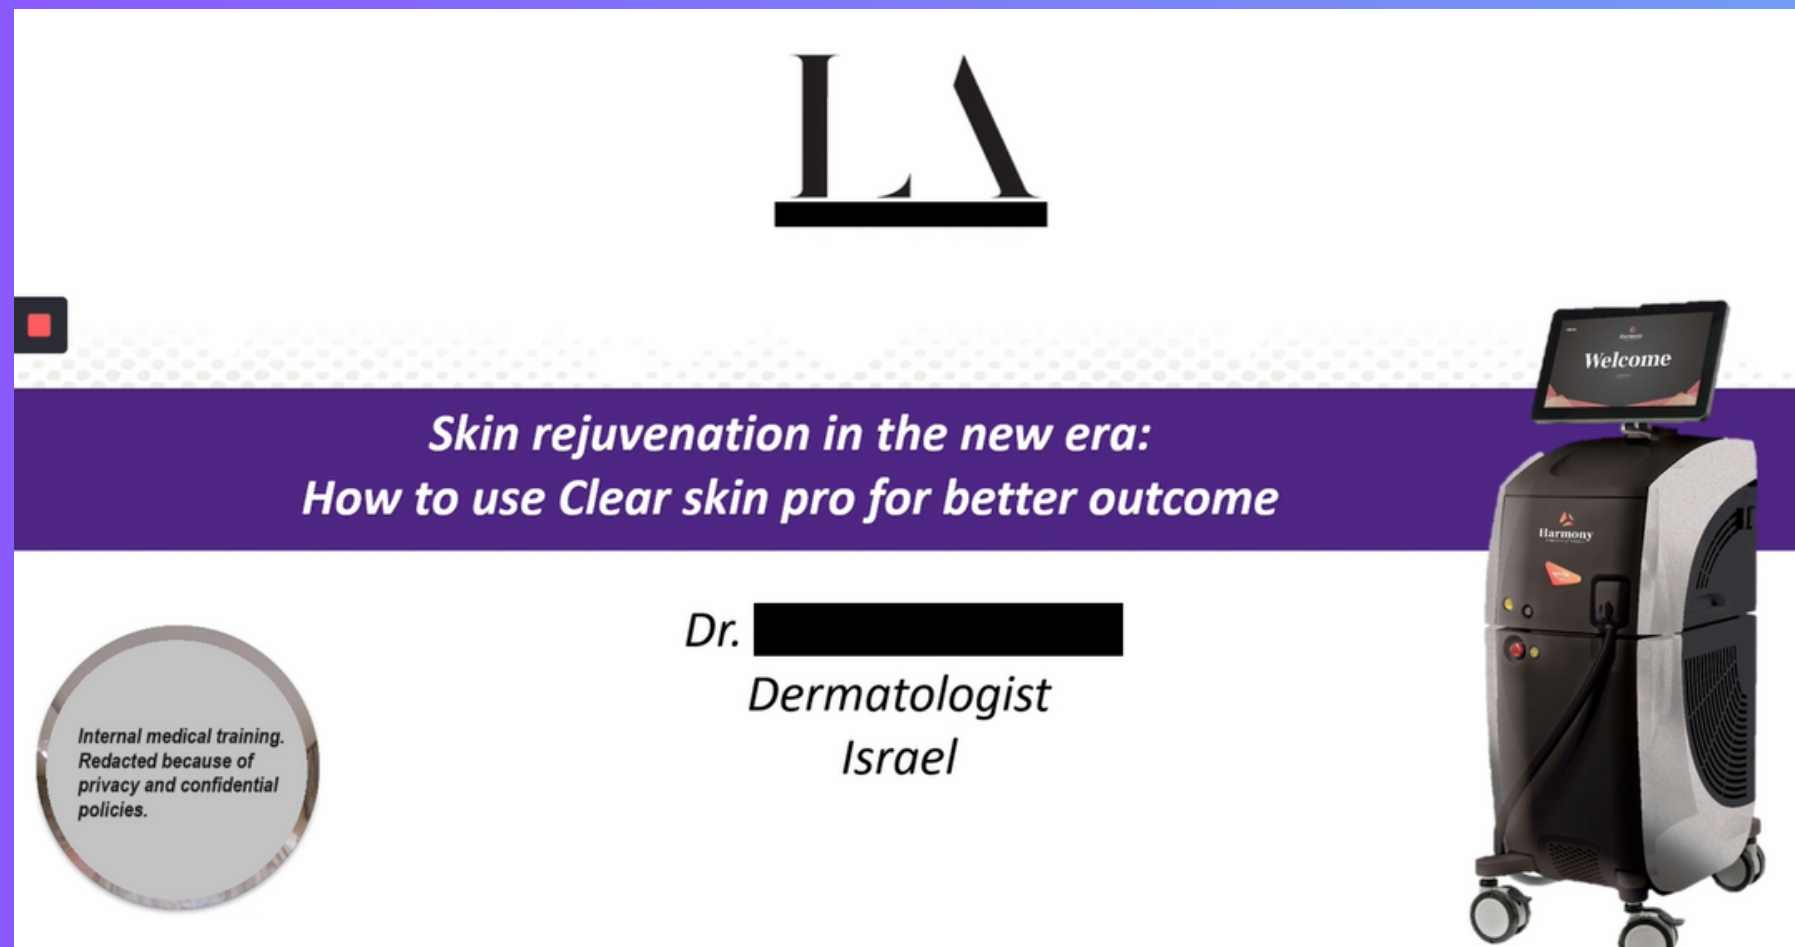 LA
Skin rejuvenation in the new era:
How to use Clear skin pro for better outcome
Welcome
Harmony
Dr.
Dermatologist
Israel
Internal medical training.
Redacted because of
privacy and confidential
policies.